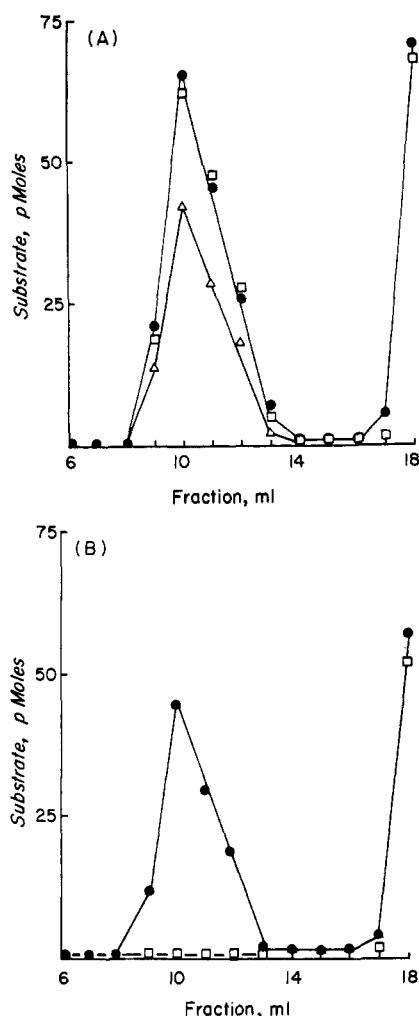 (A)
75
50
25
Substrate, p Moles
6
10
14
18
Fraction, ml
(B)
75
50
25
Substrate, p Moles
6
10
14
18
Fraction, ml